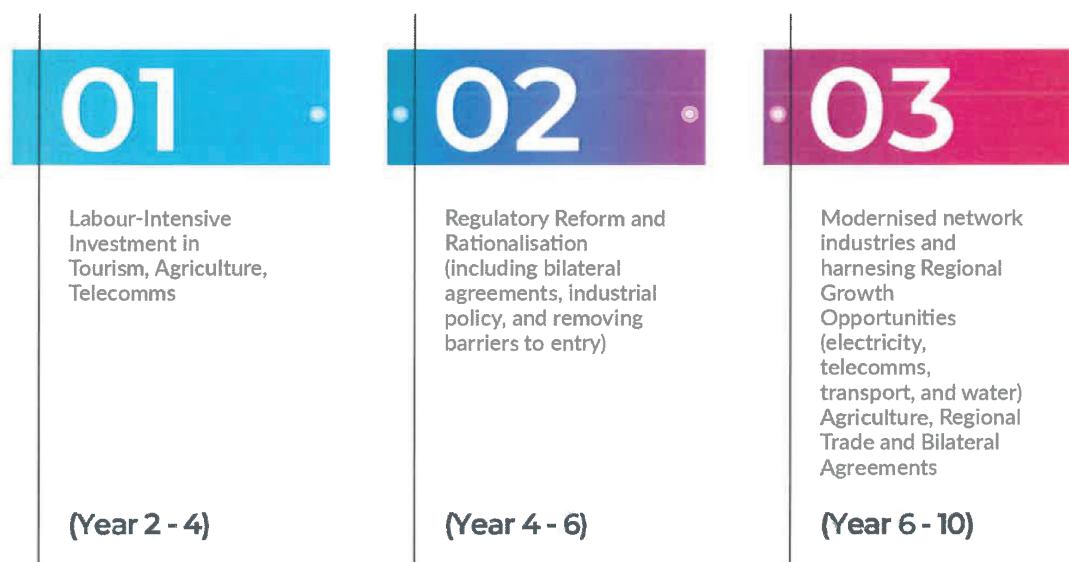 01
Labour-Intensive
Investment in
Tourism, Agriculture,
Telecomms
(Year 2 - 4)
02
Regulatory Reform and
Rationalisation
(including bilateral
agreements, industrial
policy, and removing
barriers to entry)
(Year 4 - 6)
03
Modernised network
industries and
harnesing Regional
Growth
Opportunities
(electricity,
telecomms,
transport, and water)
Agriculture, Regional
Trade and Bilateral
Agreements
(Year 6 - 10)